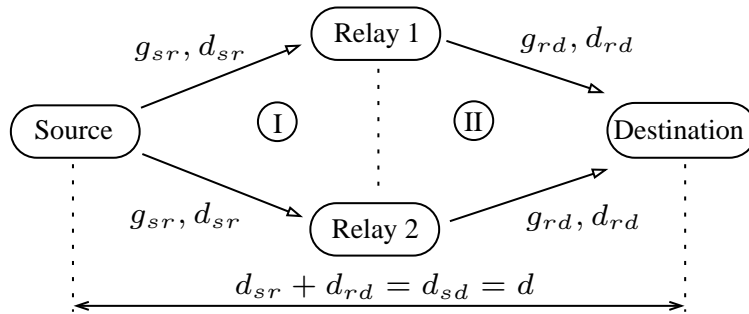 Relay 1
g_{sr}, d_{sr}
g_{rd}, d_{rd}
Source
I
II
Destination
g_{sr}, d_{sr}
Relay 2
g_{rd}, d_{rd}
d_{sr} + d_{rd} = d_{sd} = d